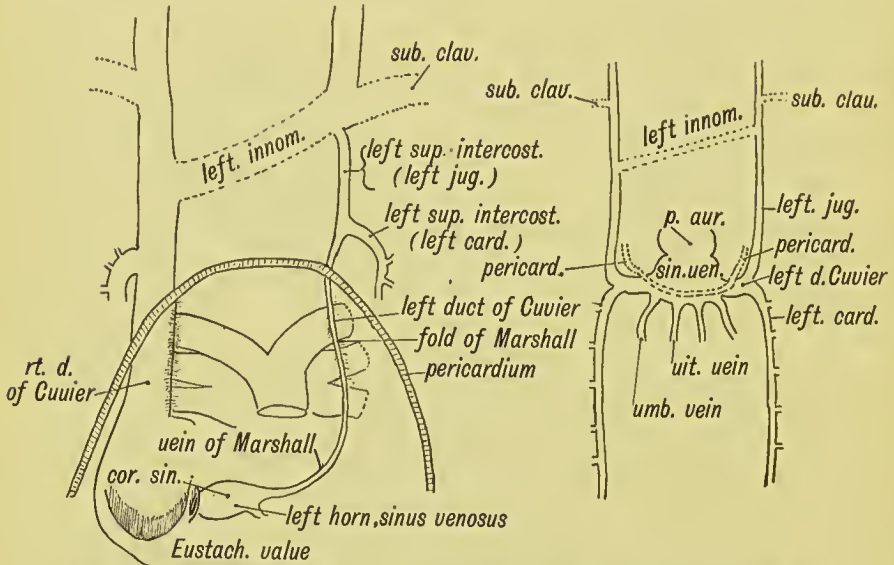 sub. clav.
left. innom.
left sup. intercost.
(left jug.)
left sup. intercost.
(left card.)
left duct of Cuvier
fold of Marshall
pericardium
rt. d.
of Cuuier
uein of Marshall
cor. sin.
left horn, sinus venosus
Eustach. value
sub. clav.
sub. clau.
left innom.
p. aur.
left. jug.
pericard.
pericard.
sin. uen.
left d. Cuvier
left. card.
uit. uein
umb. vein